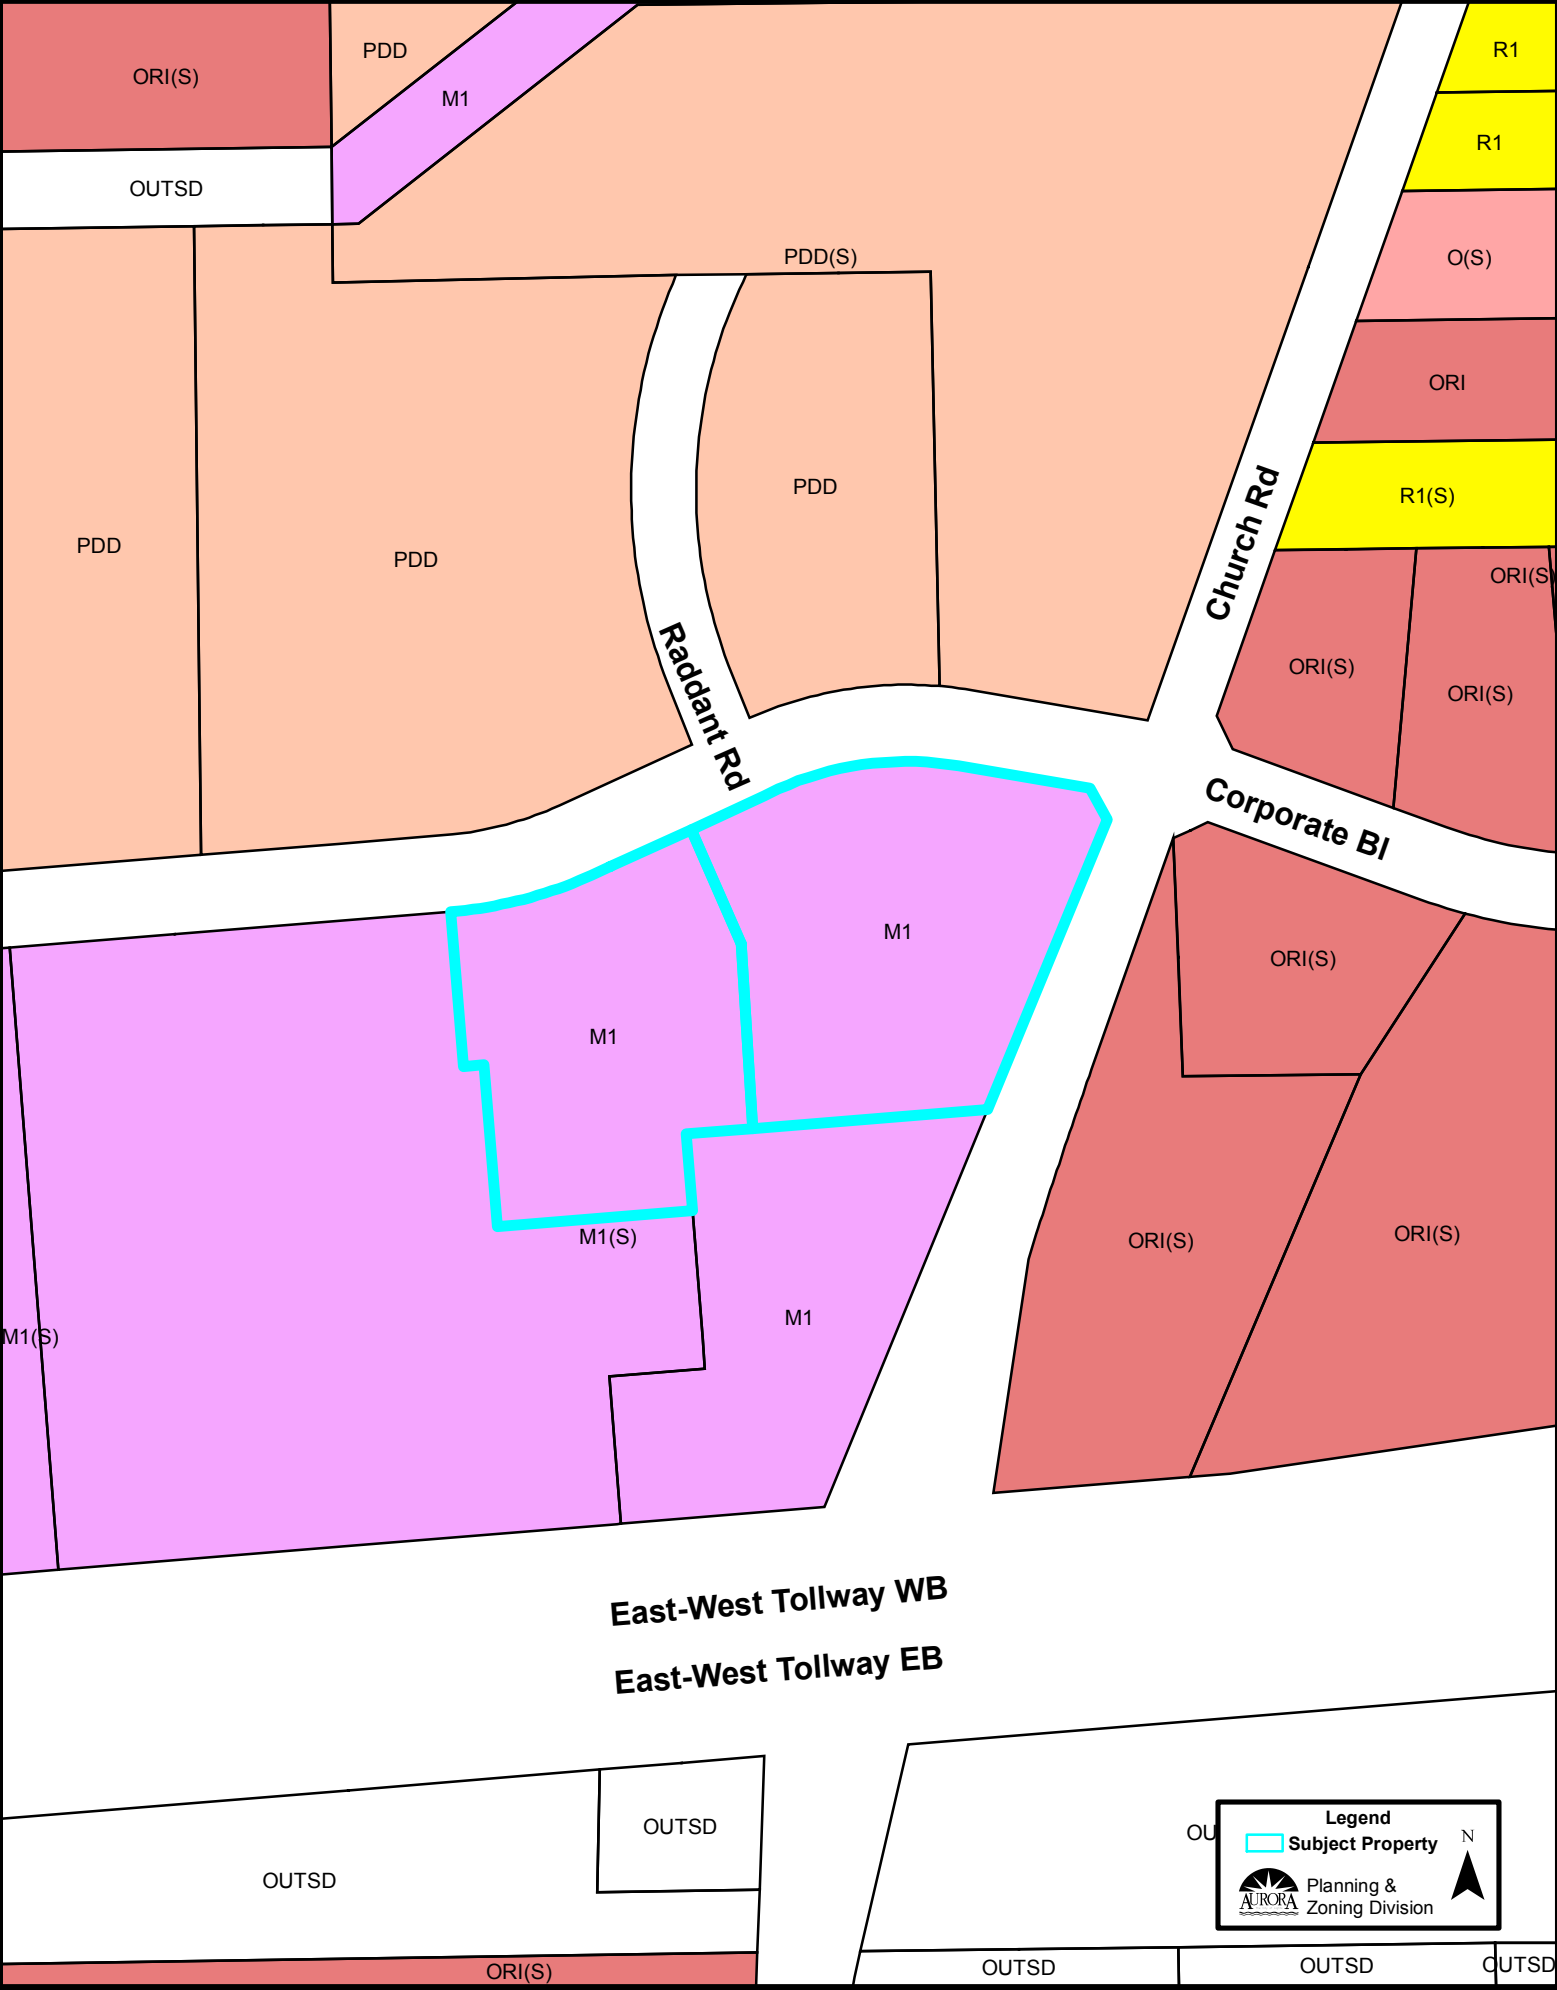 PDD
R1
ORI(S)
M1
R1
OUTSD
PDD(S)
O(S)
ORI
PDD
R1(S)
PDD
PDD
Church Rd
ORI(S)
ORI(S)
ORI(S)
Raddant Rd
Corporate Bl
M1
ORI(S)
M1
M1(S)
ORI(S)
ORI(S)
M1
M1(S)
East-West Tollway WB
East-West Tollway EB
OUTSD
OU
OUTSD
Legend
Subject Property
N
AURORA
Planning &
Zoning Division
ORI(S)
OUTSD
OUTSD
OUTSD